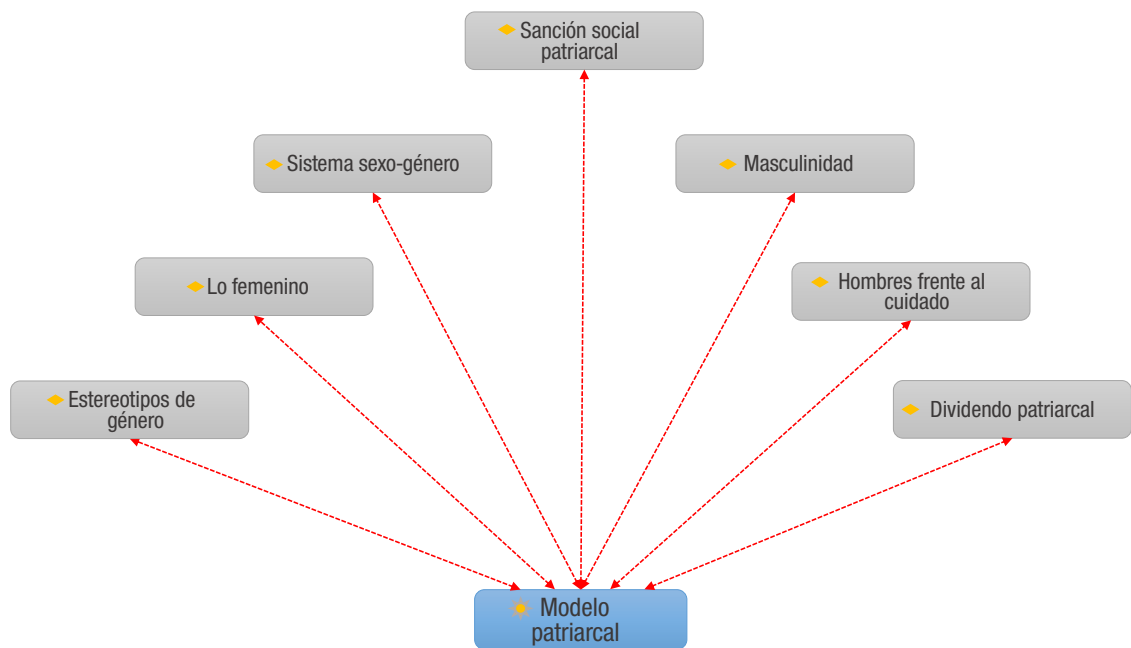 Sanción social
patriarcal
Sistema sexo-género
Masculinidad
Lo femenino
Hombres frente al
cuidado
Estereotipos de
género
Dividendo patriarcal
Modelo
patriarcal